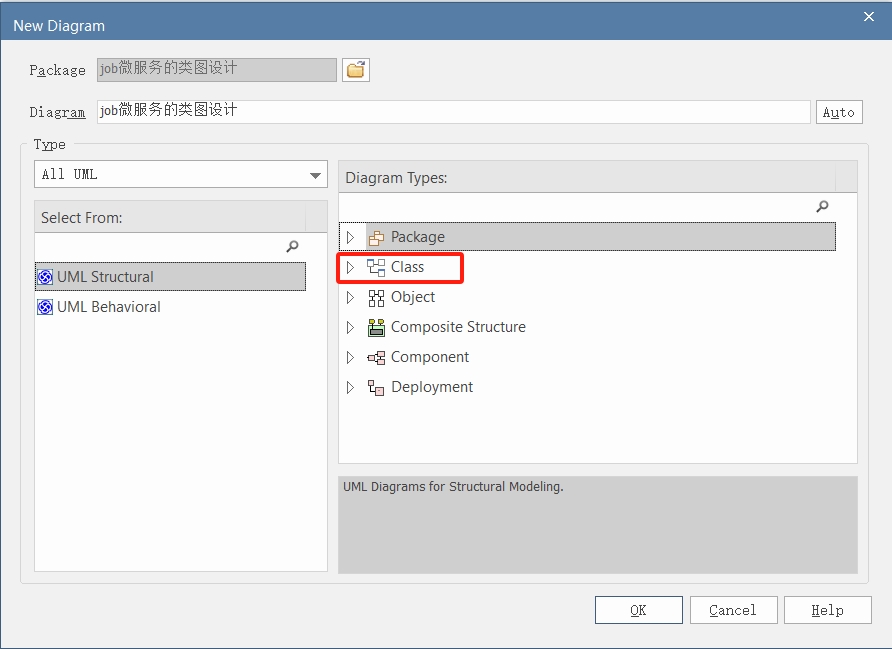 New Diagram
Package
job微服务的类图设计
Diagram
job微服务的类图设计
Auto
Type
All UML
Select From:
UML Structural
UML Behavioral
Diagram Types:
Package
Class
Object
Composite Structure
Component
Deployment
UML Diagrams for Structural Modeling.
OK
Cancel
Help